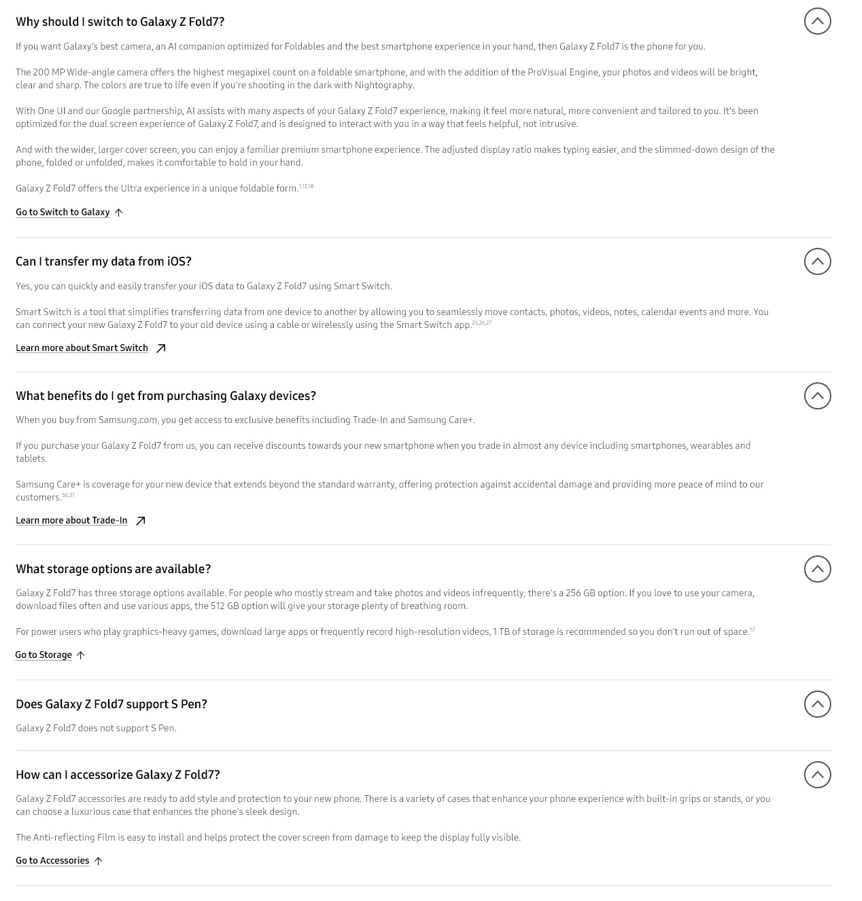 Why should I switch to Galaxy Z Fold7?
If you want Galaxy's best camera, an AI companion optimized for Foldables and the best smartphone experience in your hand, then Galaxy Z Fold7 is the phone for you.
The 200 MP Wide-angle camera offers the highest megapixel count on a foldable smartphone, and with the addition of the ProVisual Engine, your photos and videos will be bright,
clear and sharp. The colors are true to life even if you're shooting in the dark with Nightography.
With One UI and our Google partnership, AI assists with many aspects of your Galaxy Z Fold7 experience, making it feel more natural, more convenient and tailored to you. It's been
optimized for the dual screen experience of Galaxy Z Fold7, and is designed to interact with you in a way that feels helpful, not intrusive.
And with the wider, larger cover screen, you can enjoy a familiar premium smartphone experience. The adjusted display ratio makes typing easier, and the slimmed-down design of the
phone, folded or unfolded, makes it comfortable to hold in your hand.
Galaxy Z Fold7 offers the Ultra experience in a unique foldable form.
Go to Switch to Galaxy
Can I transfer my data from iOS?
Yes, you can quickly and easily transfer your iOS data to Galaxy Z Fold7 using Smart Switch.
Smart Switch is a tool that simplifies transferring data from one device to another by allowing you to seamlessly move contacts, photos, videos, notes, calendar events and more. You
can connect your new Galaxy Z Fold7 to your old device using a cable or wirelessly using the Smart Switch app.
Learn more about Smart Switch
What benefits do I get from purchasing Galaxy devices?
When you buy from Samsung.com, you get access to exclusive benefits including Trade-In and Samsung Care+.
If you purchase your Galaxy Z Fold7 from us, you can receive discounts towards your new smartphone when you trade in almost any device including smartphones, wearables and
tablets.
Samsung Care+ is coverage for your new device that extends beyond the standard warranty, offering protection against accidental damage and providing more peace of mind to our
customers.
Learn more about Trade-In
What storage options are available?
Galaxy Z Fold7 has three storage options available. For people who mostly stream and take photos and videos infrequently, there's a 256 GB option. If you love to use your camera,
download files often and use various apps, the 512 GB option will give your storage plenty of breathing room.
For power users who play graphics-heavy games, download large apps or frequently record high-resolution videos, 1 TB of storage is recommended so you don't run out of space.
Go to Storage
Does Galaxy Z Fold7 support S Pen?
Galaxy Z Fold7 does not support S Pen.
How can I accessorize Galaxy Z Fold7?
Galaxy Z Fold7 accessories are ready to add style and protection to your new phone. There is a variety of cases that enhance your phone experience with built-in grips or stands, or you
can choose a luxurious case that enhances the phone's sleek design.
The Anti-reflecting Film is easy to install and helps protect the cover screen from damage to keep the display fully visible.
Go to Accessories